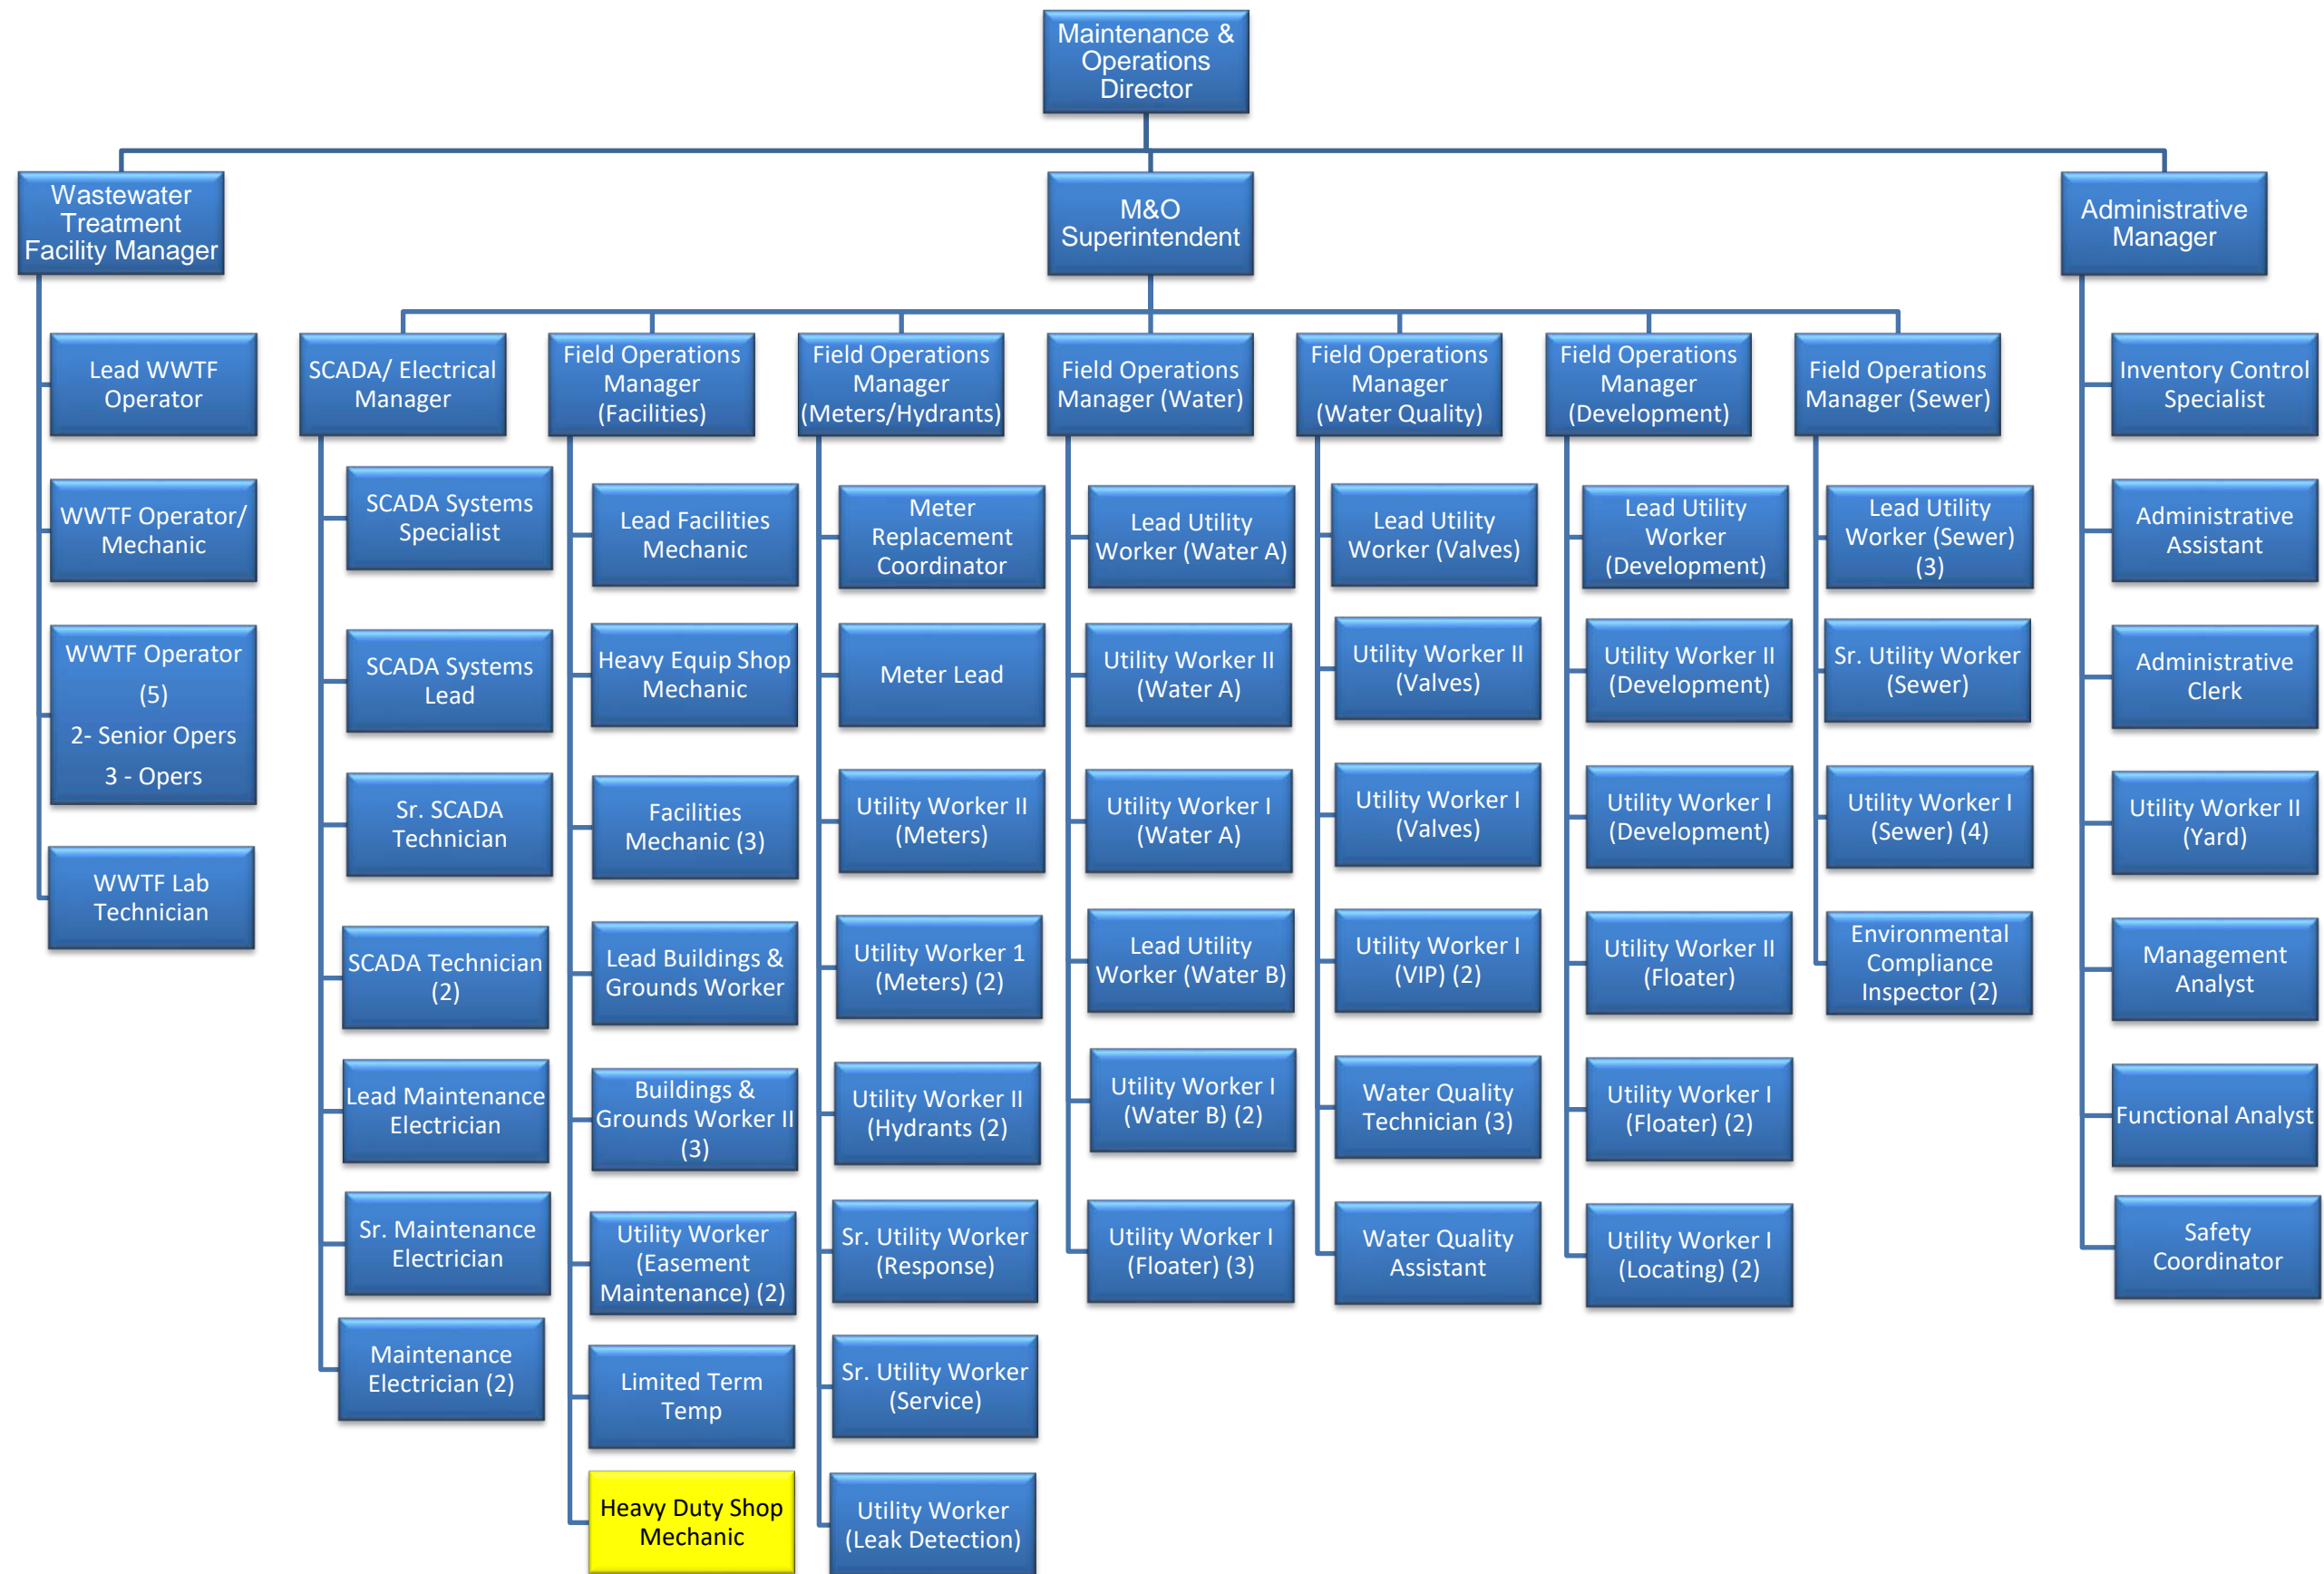 Maintenance &
Operations
Director
Wastewater
Treatment
Facility Manager
M&O
Superintendent
Administrative
Manager
Lead WWTF
Operator
WWTF Operator/
Mechanic
WWTF Operator
(5)
2- Senior Opers
3 - Opers
WWTF Lab
Technician
SCADA/ Electrical
Manager
SCADA Systems
Specialist
SCADA Systems
Lead
Sr. SCADA
Technician
SCADA Technician
(2)
Lead Maintenance
Electrician
Sr. Maintenance
Electrician
Maintenance
Electrician (2)
Field Operations
Manager
(Facilities)
Lead Facilities
Mechanic
Heavy Equip Shop
Mechanic
Facilities
Mechanic (3)
Lead Buildings &
Grounds Worker
Buildings &
Grounds Worker II
(3)
Utility Worker
(Easement
Maintenance) (2)
Limited Term
Temp
Heavy Duty Shop
Mechanic
Field Operations
Manager
(Meters/Hydrants)
Meter
Replacement
Coordinator
Meter Lead
Utility Worker II
(Meters)
Utility Worker 1
(Meters) (2)
Utility Worker II
(Hydrants (2)
Sr. Utility Worker
(Response)
Sr. Utility Worker
(Service)
Utility Worker
(Leak Detection)
Field Operations
Manager (Water)
Lead Utility
Worker (Water A)
Utility Worker II
(Water A)
Utility Worker I
(Water A)
Lead Utility
Worker (Water B)
Utility Worker I
(Water B) (2)
Utility Worker I
(Floater) (3)
Field Operations
Manager
(Water Quality)
Lead Utility
Worker (Valves)
Utility Worker II
(Valves)
Utility Worker I
(Valves)
Utility Worker I
(VIP) (2)
Water Quality
Technician (3)
Water Quality
Assistant
Field Operations
Manager
(Development)
Lead Utility
Worker
(Development)
Utility Worker II
(Development)
Utility Worker I
(Development)
Utility Worker II
(Floater)
Utility Worker I
(Floater) (2)
Utility Worker I
(Locating) (2)
Field Operations
Manager (Sewer)
Lead Utility
Worker (Sewer)
(3)
Sr. Utility Worker
(Sewer)
Utility Worker I
(Sewer) (4)
Environmental
Compliance
Inspector (2)
Inventory Control
Specialist
Administrative
Assistant
Administrative
Clerk
Utility Worker II
(Yard)
Management
Analyst
Functional Analyst
Safety
Coordinator